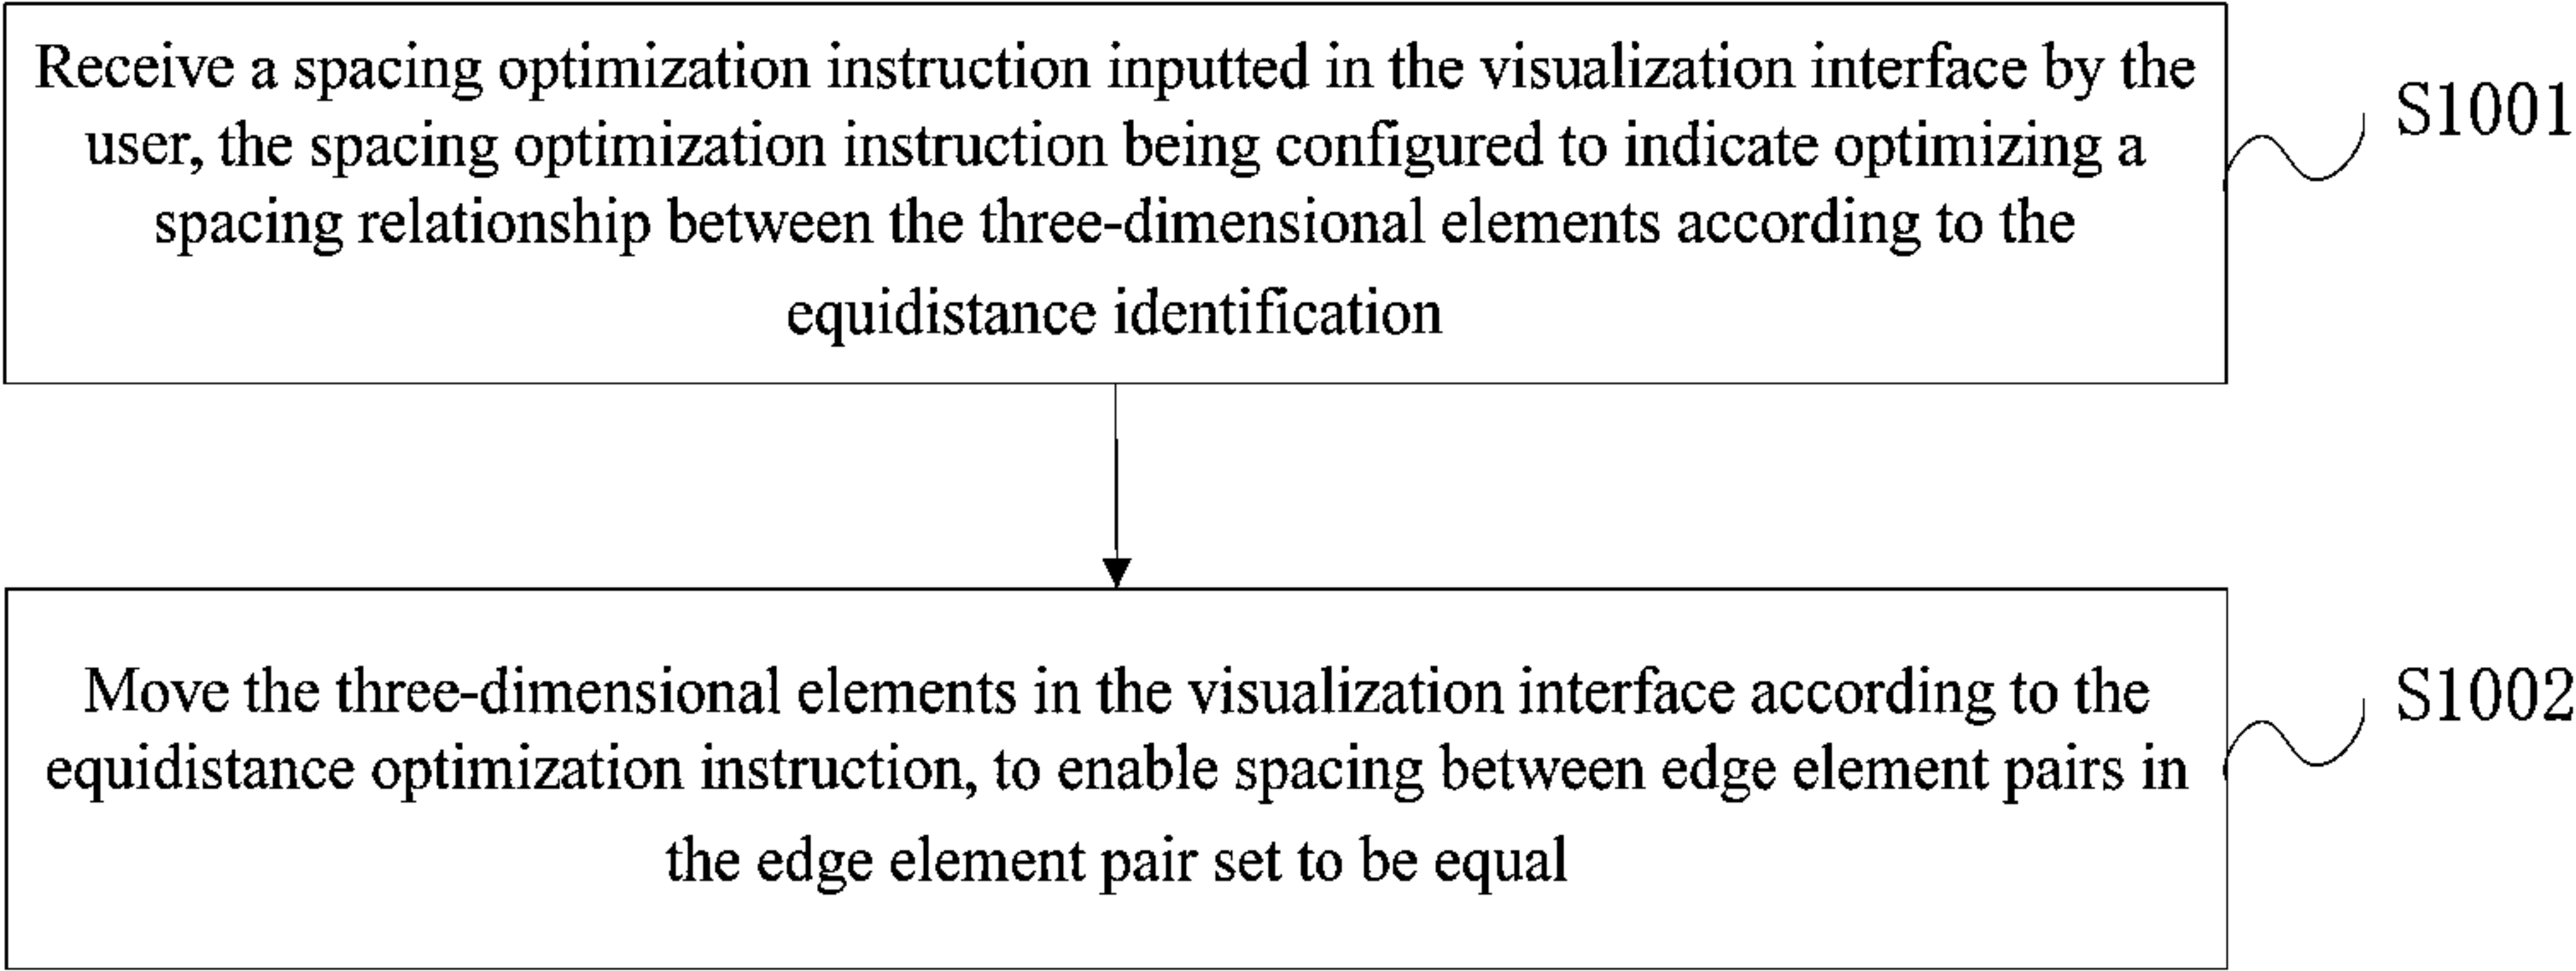 Receive a spacing optimization instruction inputted in the visualization interface by the
user, the spacing optimization instruction being configured to indicate optimizing a
spacing relationship between the three-dimensional elements according to the
equidistance identification
S1001
Move the three-dimensional elements in the visualization interface according to the
equidistance optimization instruction, to enable spacing between edge element pairs in
the edge element pair set to be equal
S1002